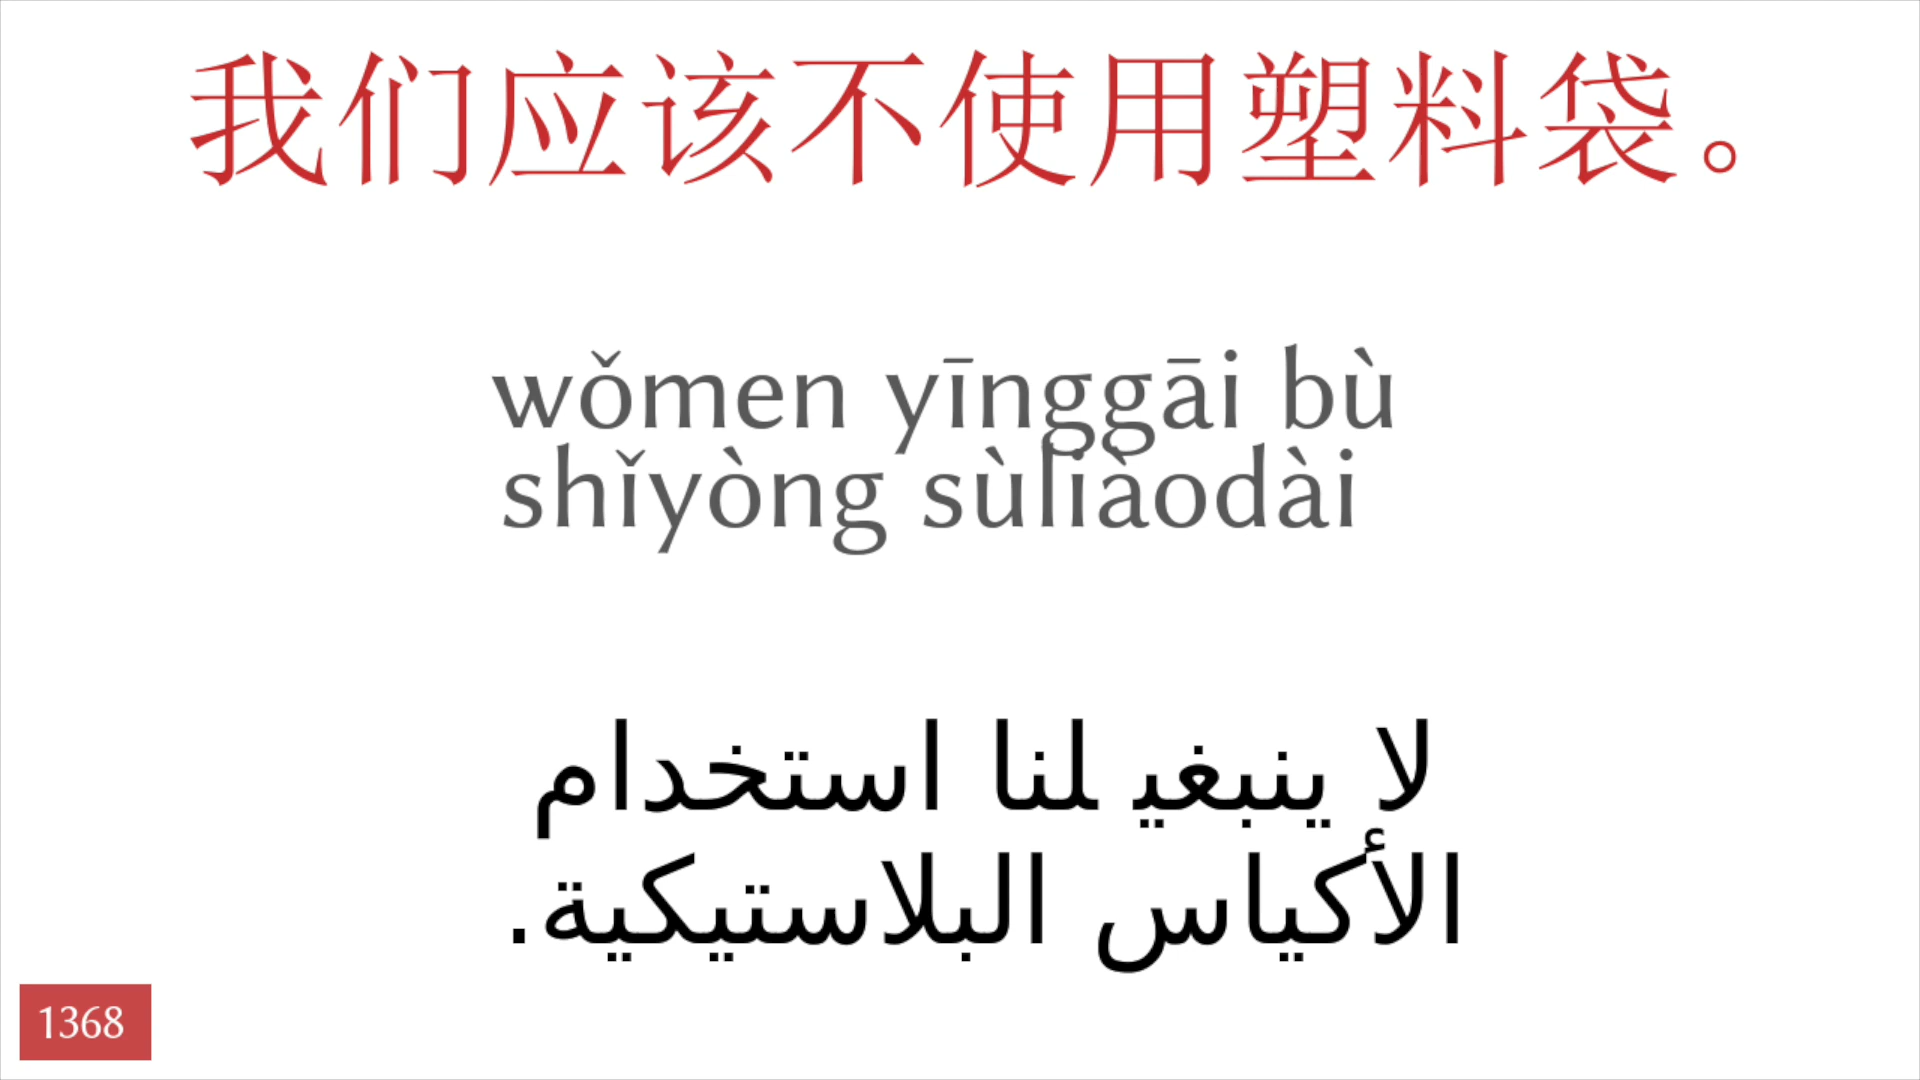 我们应该不使用塑料袋。
wǒmen yīnggāi bù
shǐyòng sùliàodài
لا ينبغي لنا استخدام
الأكياس البلاستيكية.
1368